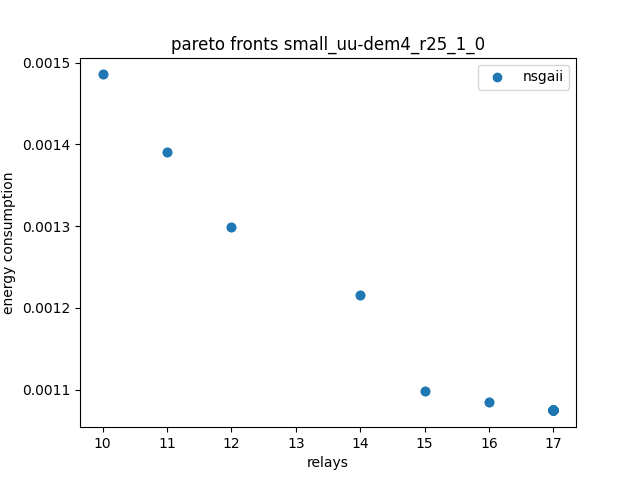 pareto fronts small_uu-dem4_r25_1_0
nsgaii
0.0015
0.0014
0.0013
0.0012
0.0011
energy consumption
10 11 12 13 14 15 16 17
relays